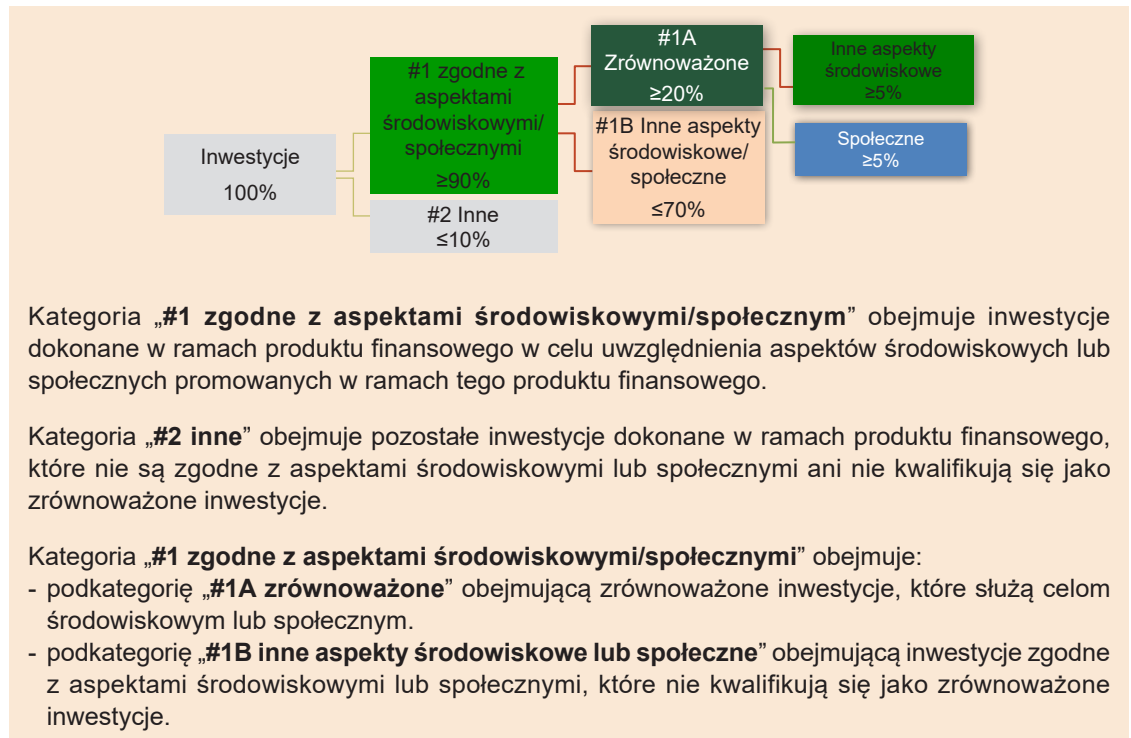 Inwestycje
100%
#1 zgodne z
aspektami
środowiskowymi/
społecznymi
≥90%
#2 Inne
≤10%
#1A
Zrównoważone
≥20%
#1B Inne aspekty
środowiskowe/
społeczne
≤70%
Inne aspekty
środowiskowe
≥5%
Społeczne
≥5%
Kategoria „#1 zgodne z aspektami środowiskowymi/społecznym” obejmuje inwestycje
dokonane w ramach produktu finansowego w celu uwzględnienia aspektów środowiskowych lub
społecznych promowanych w ramach tego produktu finansowego.
Kategoria „#2 inne” obejmuje pozostałe inwestycje dokonane w ramach produktu finansowego,
które nie są zgodne z aspektami środowiskowymi lub społecznymi ani nie kwalifikują się jako
zrównoważone inwestycje.
Kategoria „#1 zgodne z aspektami środowiskowymi/społecznymi” obejmuje:
- podkategorię „#1A zrównoważone” obejmującą zrównoważone inwestycje, które służą celom
środowiskowym lub społecznym.
- podkategorię „#1B inne aspekty środowiskowe lub społeczne” obejmującą inwestycje zgodne
z aspektami środowiskowymi lub społecznymi, które nie kwalifikują się jako zrównoważone
inwestycje.